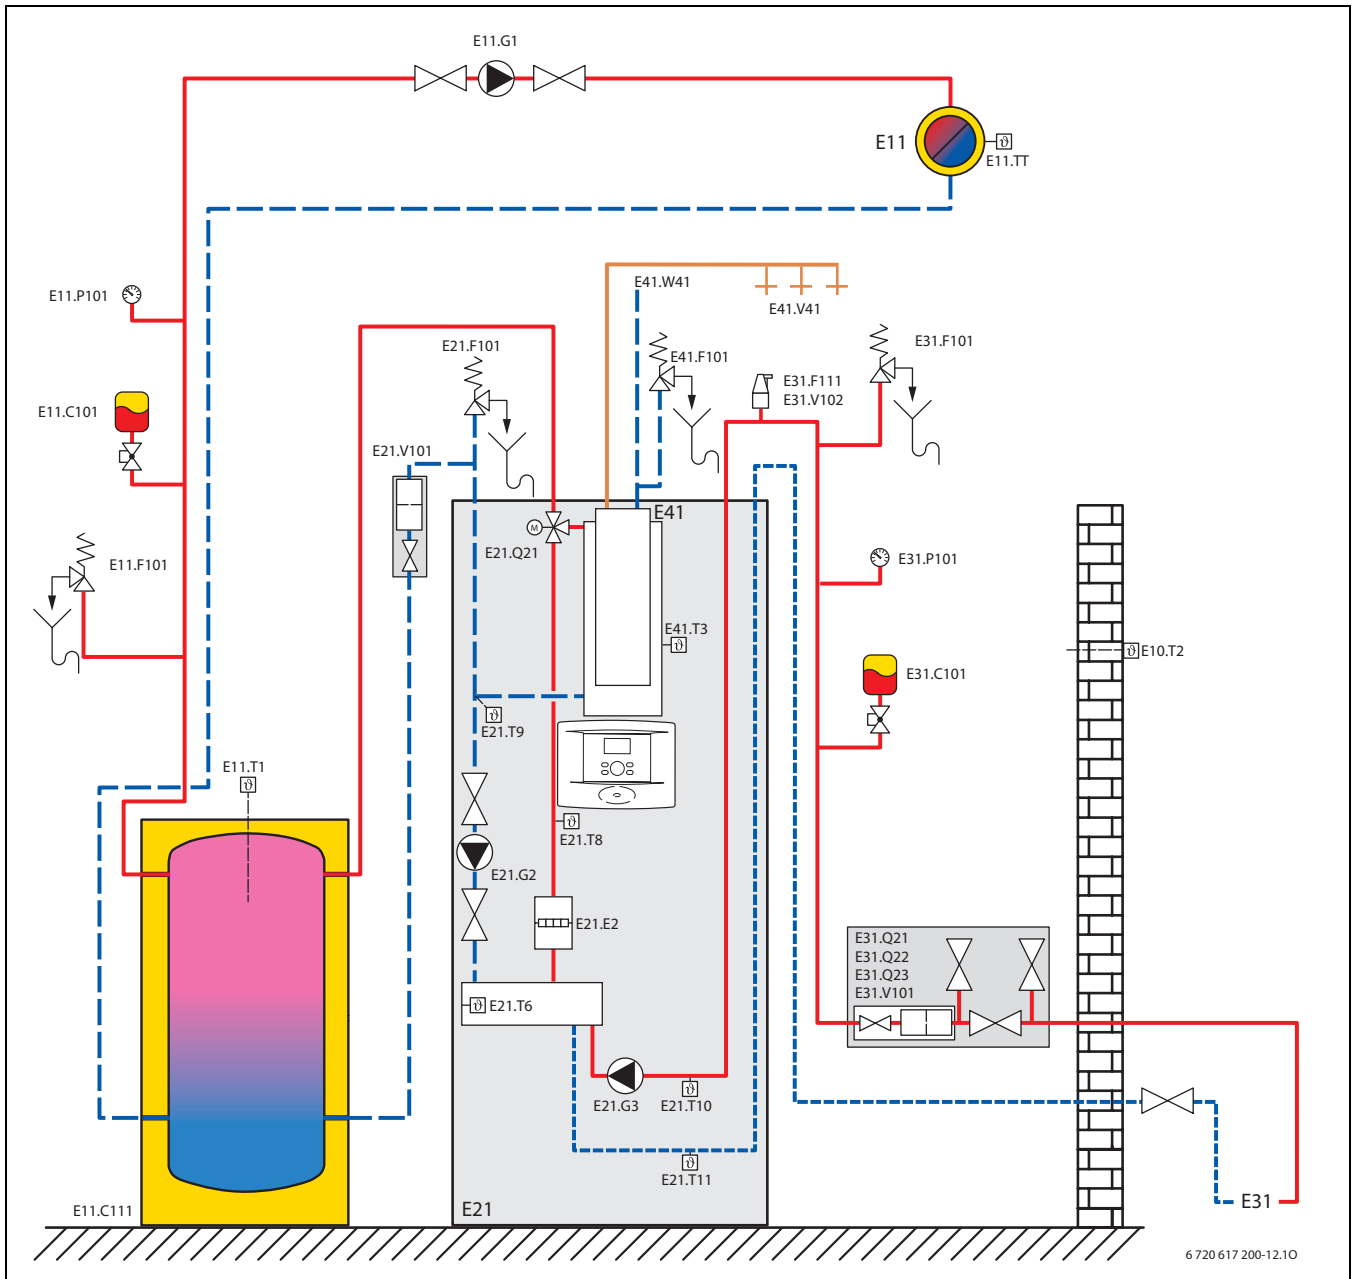 E11.G1
E11
ϑ
E11.TT
E11.P101
E41.W41
E41.V41
E21.F101
E41.F101
E31.F101
E31.F111
E31.V102
E11.C101
E21.V101
E41
M
E21.Q21
E11.F101
E31.P101
E41.T3
ϑ
ϑ
E10.T2
E31.C101
ϑ
E21.T9
E11.T1
ϑ
ϑ
E21.T8
E21.G2
E21.E2
E31.Q21
E31.Q22
E31.Q23
E31.V101
ϑ
E21.T6
E21.G3
ϑ
E21.T10
ϑ
E21.T11
E11.C111
E21
E31
6 720 617 200-12.1O